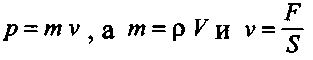 p = m v, а m = ρ V и v = F/S